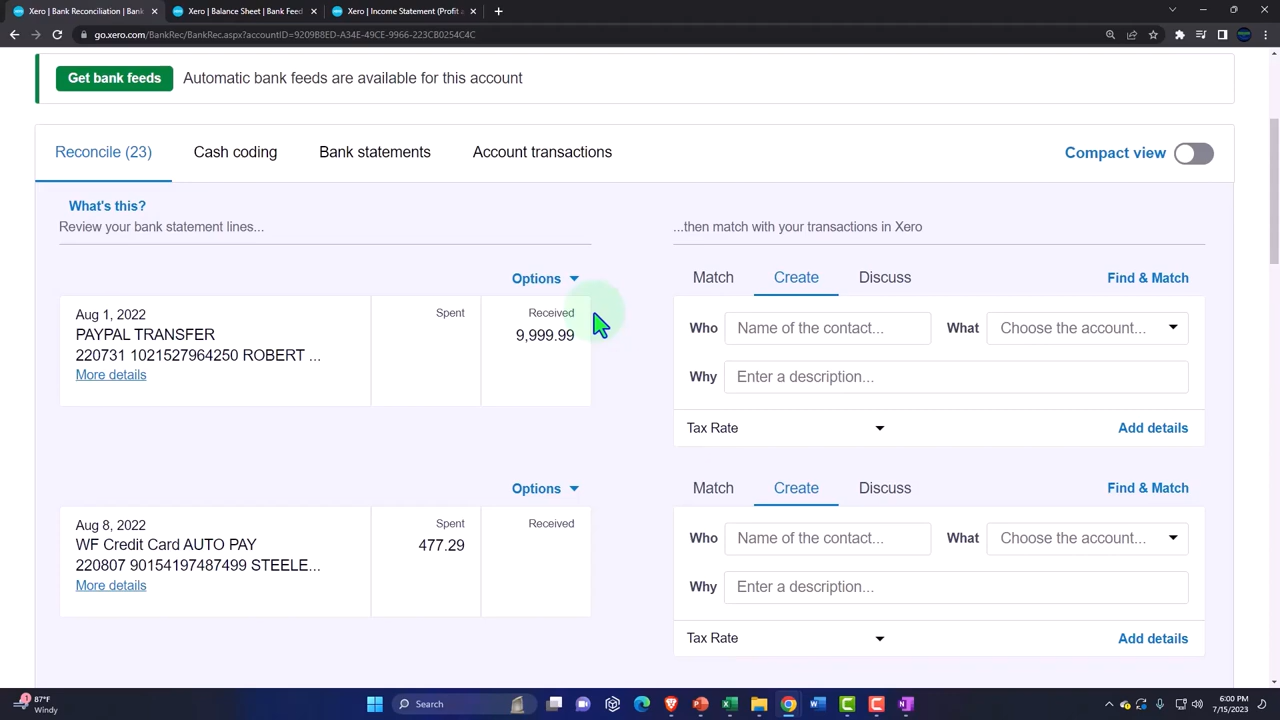 Xero | Reconciliation | Bank
Xero | Balance Sheet | Bank Feed
Xero | Income Statement (Profit a
go.xero.com/BankRec/BankRec.aspx?accountID=9209B8ED-A34E-49CE-9966-223CB0254C4C
Get bank feeds Automatic bank feeds are available for this account
Reconcile (23) Cash coding Bank statements Account transactions Compact view
What's this?
Review your bank statement lines... ...then match with your transactions in Xero
Options Match Create Discuss Find & Match
Aug 1, 2022 Spent Received
PAYPAL TRANSFER 9,999.99 Who Name of the contact... What Choose the account...
220731 1021527964250 ROBERT ...
More details Why Enter a description...
Tax Rate Add details
Options Match Create Discuss Find & Match
Aug 8, 2022 Spent Received
WF Credit Card AUTO PAY 477.29 Who Name of the contact... What Choose the account...
220807 90154197487499 STEELE...
More details Why Enter a description...
Tax Rate Add details
1 87°F
Windy
Search
6:00 PM
7/15/2023